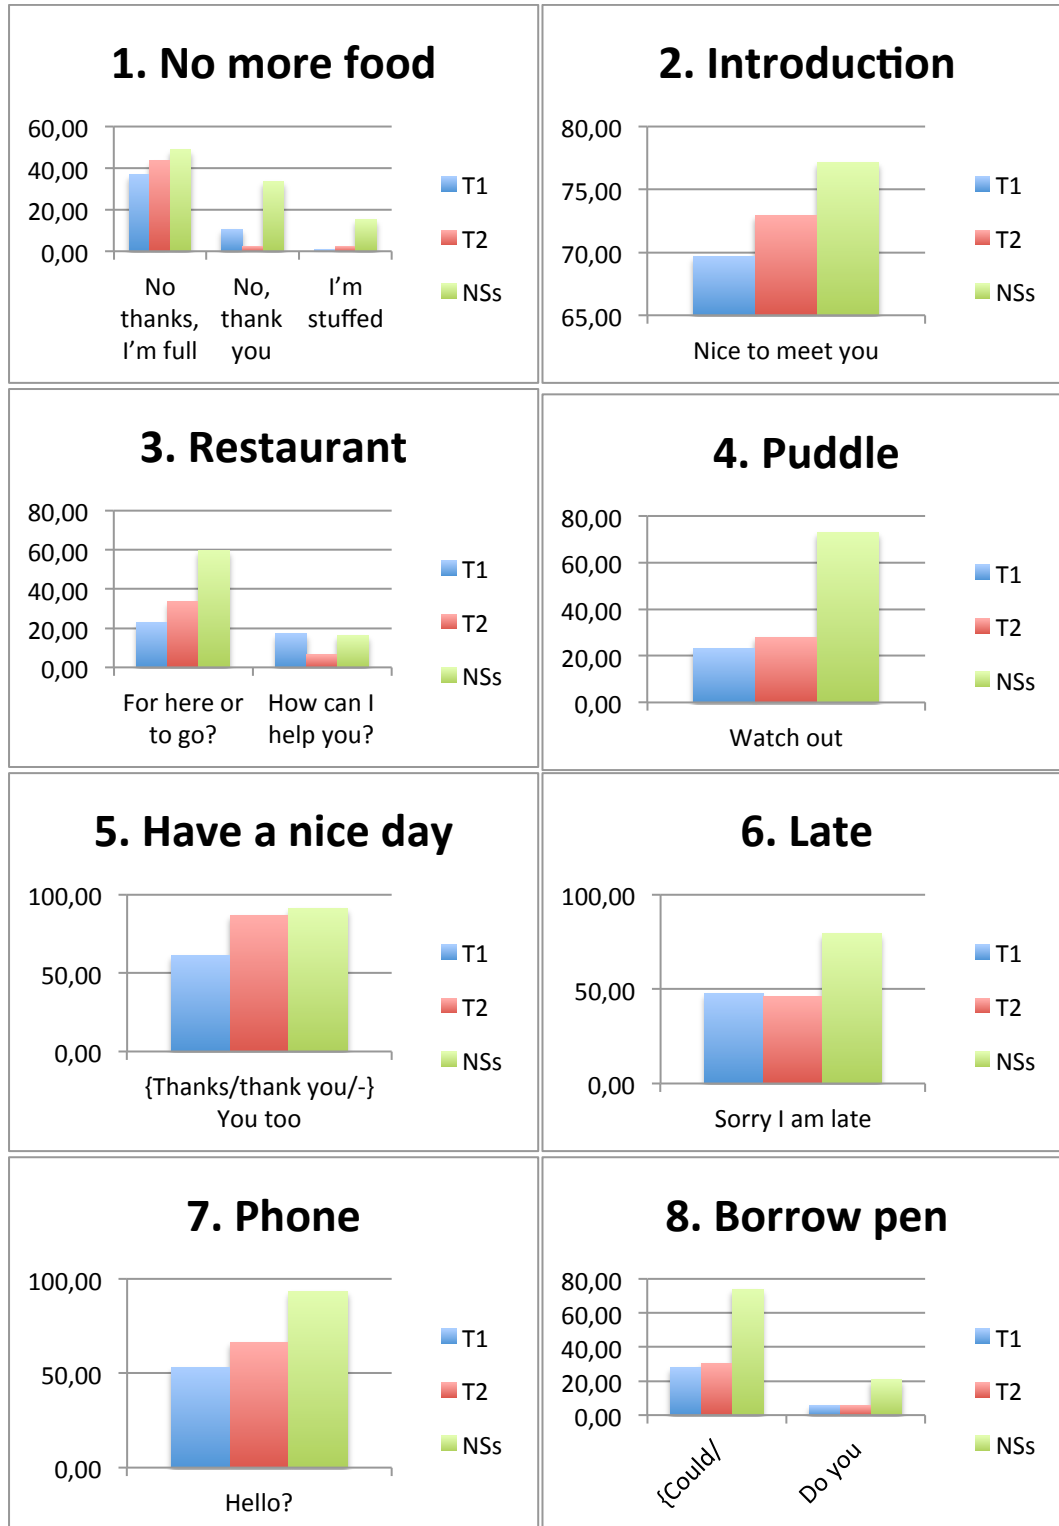 1. No more food
60,00
40,00
20,00
0,00
No thanks, I’m full
No, thank you
I’m stuffed
T1
T2
NSs
2. Introduction
80,00
75,00
70,00
65,00
Nice to meet you
T1
T2
NSs
3. Restaurant
80,00
60,00
40,00
20,00
0,00
For here or to go?
How can I help you?
T1
T2
NSs
4. Puddle
80,00
60,00
40,00
20,00
0,00
Watch out
T1
T2
NSs
5. Have a nice day
100,00
50,00
0,00
{Thanks/thank you/-}
You too
T1
T2
NSs
6. Late
100,00
50,00
0,00
Sorry I am late
T1
T2
NSs
7. Phone
100,00
50,00
0,00
Hello?
T1
T2
NSs
8. Borrow pen
80,00
60,00
40,00
20,00
0,00
{Could/
Do you
T1
T2
NSs